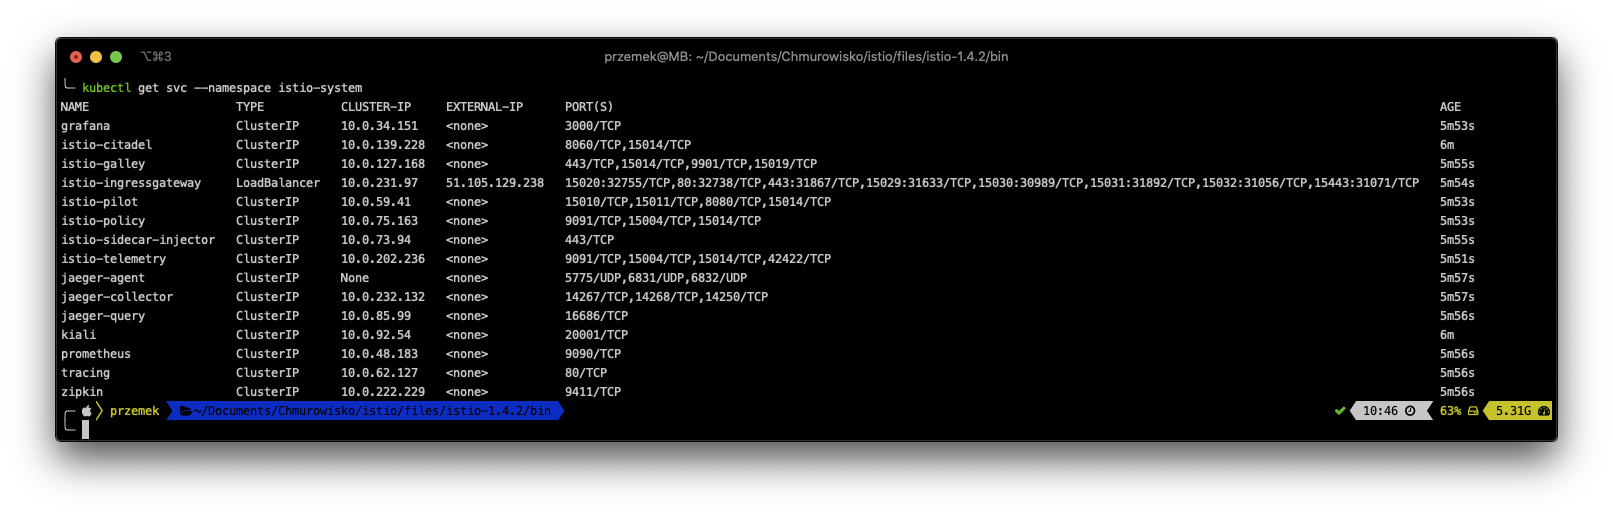 ⌥⌘3 przemek@MB: ~/Documents/Chmurowisko/istio/files/istio-1.4.2/bin
kubectl get svc --namespace istio-system
NAME TYPE CLUSTER-IP EXTERNAL-IP PORT(S) AGE
grafana ClusterIP 10.0.34.151 <none> 3000/TCP 5m53s
istio-citadel ClusterIP 10.0.139.228 <none> 8060/TCP,15014/TCP 6m
istio-galley ClusterIP 10.0.127.168 <none> 443/TCP,15014/TCP,9901/TCP,15019/TCP 5m55s
istio-ingressgateway LoadBalancer 10.0.231.97 51.105.129.238 15020:32755/TCP,80:32738/TCP,443:31867/TCP,15029:31633/TCP,15030:30989/TCP,15031:31892/TCP,15032:31056/TCP,15443:31071/TCP 5m54s
istio-pilot ClusterIP 10.0.59.41 <none> 15010/TCP,15011/TCP,8080/TCP,15014/TCP 5m53s
istio-policy ClusterIP 10.0.75.163 <none> 9091/TCP,15004/TCP,15014/TCP 5m53s
istio-sidecar-injector ClusterIP 10.0.73.94 <none> 443/TCP 5m55s
istio-telemetry ClusterIP 10.0.202.236 <none> 9091/TCP,15004/TCP,15014/TCP,42422/TCP 5m51s
jaeger-agent ClusterIP None <none> 5775/UDP,6831/UDP,6832/UDP 5m57s
jaeger-collector ClusterIP 10.0.232.132 <none> 14267/TCP,14268/TCP,14250/TCP 5m57s
jaeger-query ClusterIP 10.0.85.99 <none> 16686/TCP 5m56s
kiali ClusterIP 10.0.92.54 <none> 20001/TCP 6m
prometheus ClusterIP 10.0.48.183 <none> 9090/TCP 5m56s
tracing ClusterIP 10.0.62.127 <none> 80/TCP 5m56s
zipkin ClusterIP 10.0.222.229 <none> 9411/TCP 5m56s
przemek ~/Documents/Chmurowisko/istio/files/istio-1.4.2/bin 10:46 63% 5.31G